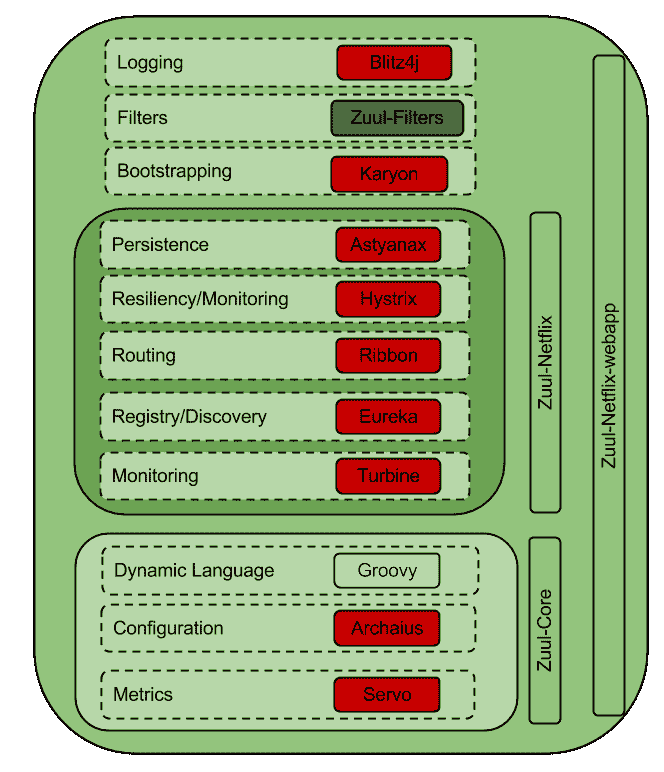 Logging Blitz4j
Filters Zuul-Filters
Bootstrapping Karyon
Persistence Astyanax
Resiliency/Monitoring Hystrix
Routing Ribbon
Registry/Discovery Eureka
Monitoring Turbine
Zuul-Netflix
Zuul-Netflix-webapp
Dynamic Language Groovy
Configuration Archaius
Metrics Servo
Zuul-Core